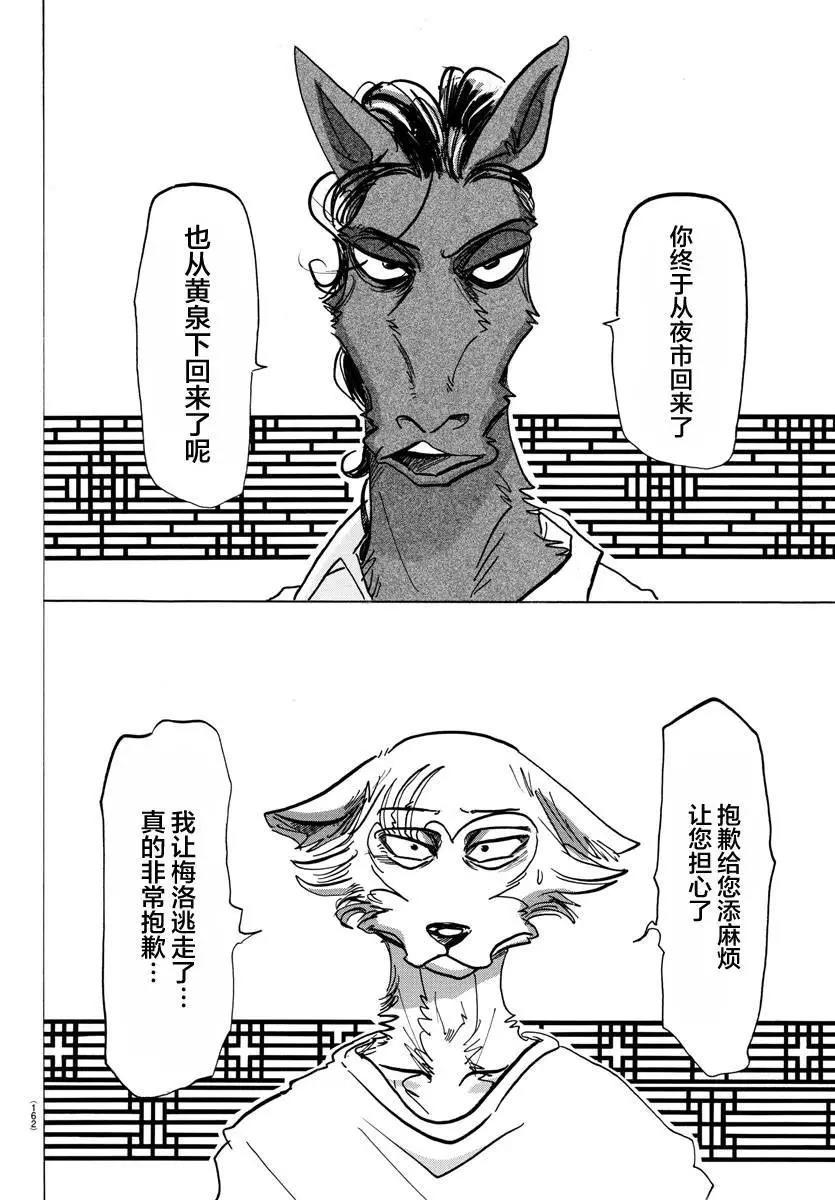 你终于从夜市回来了
也从黄泉下回来了呢
抱歉给您添麻烦
让您担心了
我让梅洛逃走了…
真的非常抱歉…
(162)